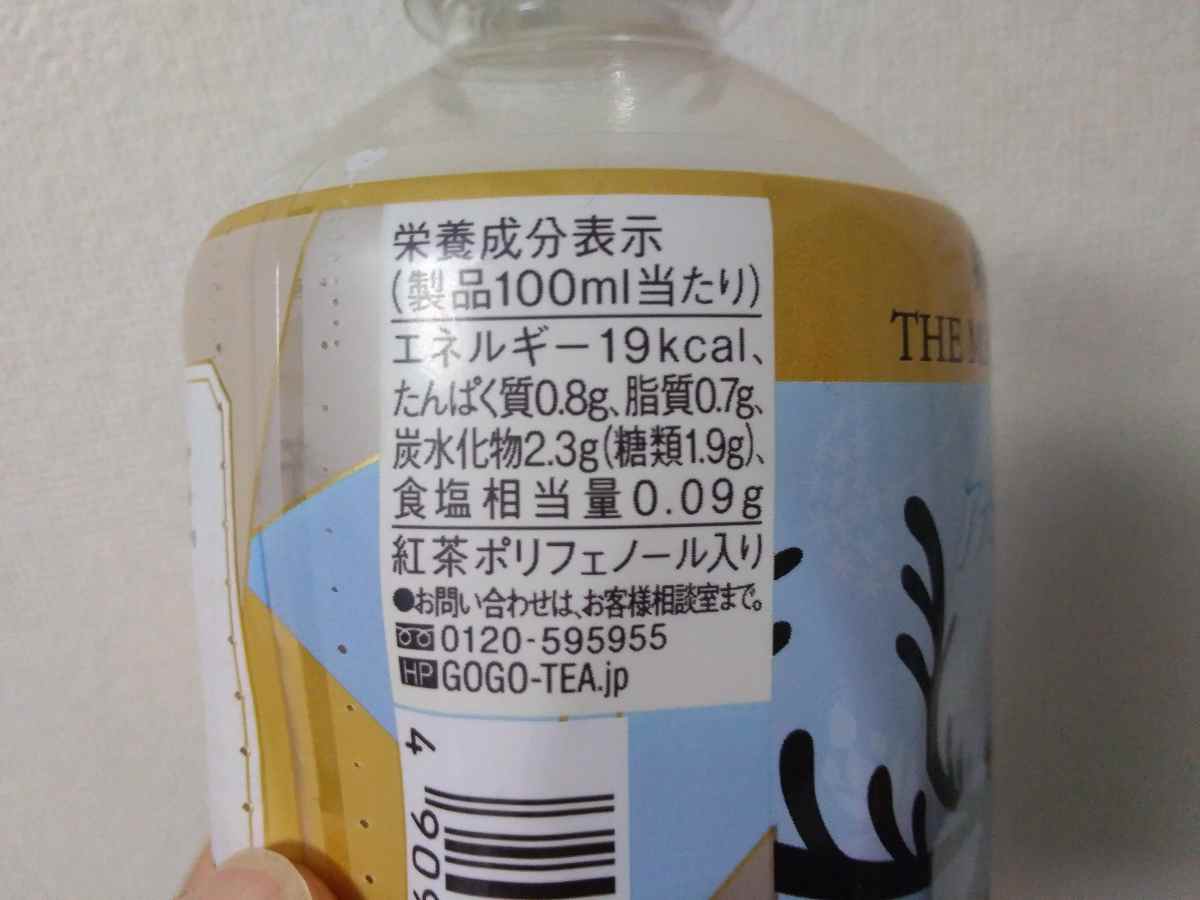 栄養成分表示
(製品100ml当たり)
エネルギー19kcal、
たんぱく質0.8g、脂質0.7g、
炭水化物2.3g(糖類1.9g)、
食塩相当量0.09g
紅茶ポリフェノール入り
●お問い合わせは、お客様相談室まで。
0120-595955
HP GOGO-TEA.jp
THE
4 909